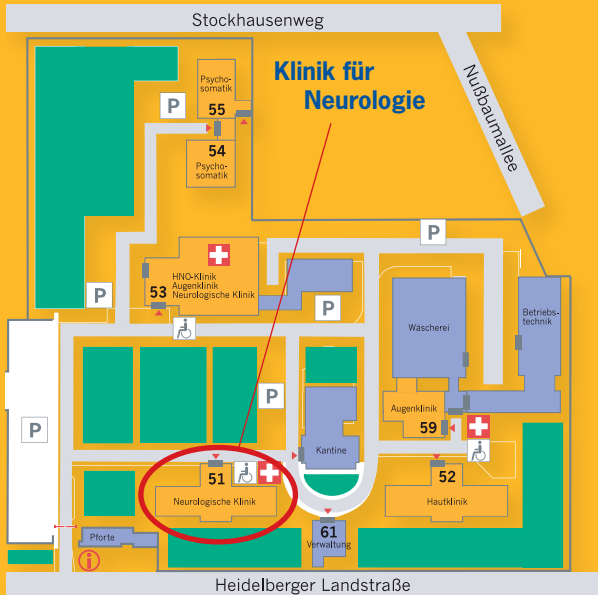 Stockhausenweg
Nußbaumallee
Klinik für
Neurologie
Psycho-
somatik
55
54
Psycho-
somatik
P
P
53
HNO-Klinik
Augenklinik
Neurologische Klinik
P
P
Wäscherei
Betriebs-
technik
P
P
Augenklinik
59
Kantine
51
Neurologische Klinik
52
Hautklinik
Pforte
i
61
Verwaltung
Heidelberger Landstraße